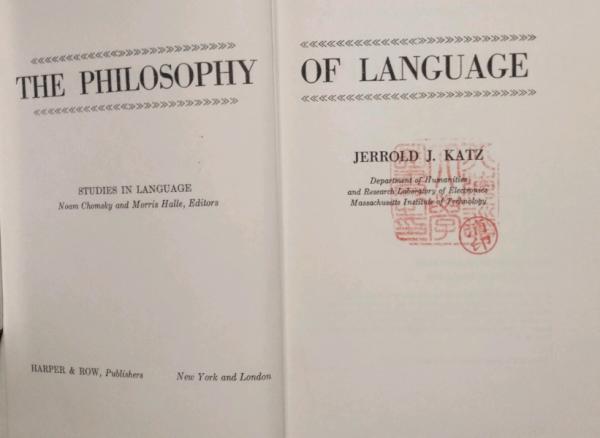 THE PHILOSOPHY
STUDIES IN LANGUAGE
Noam Chomsky and Morris Halle, Editors
HARPER & ROW, Publishers
New York and London
OF LANGUAGE
JERROLD J. KATZ
Department of Humanities
and Research Laboratory of Electronics
Massachusetts Institute of Technology